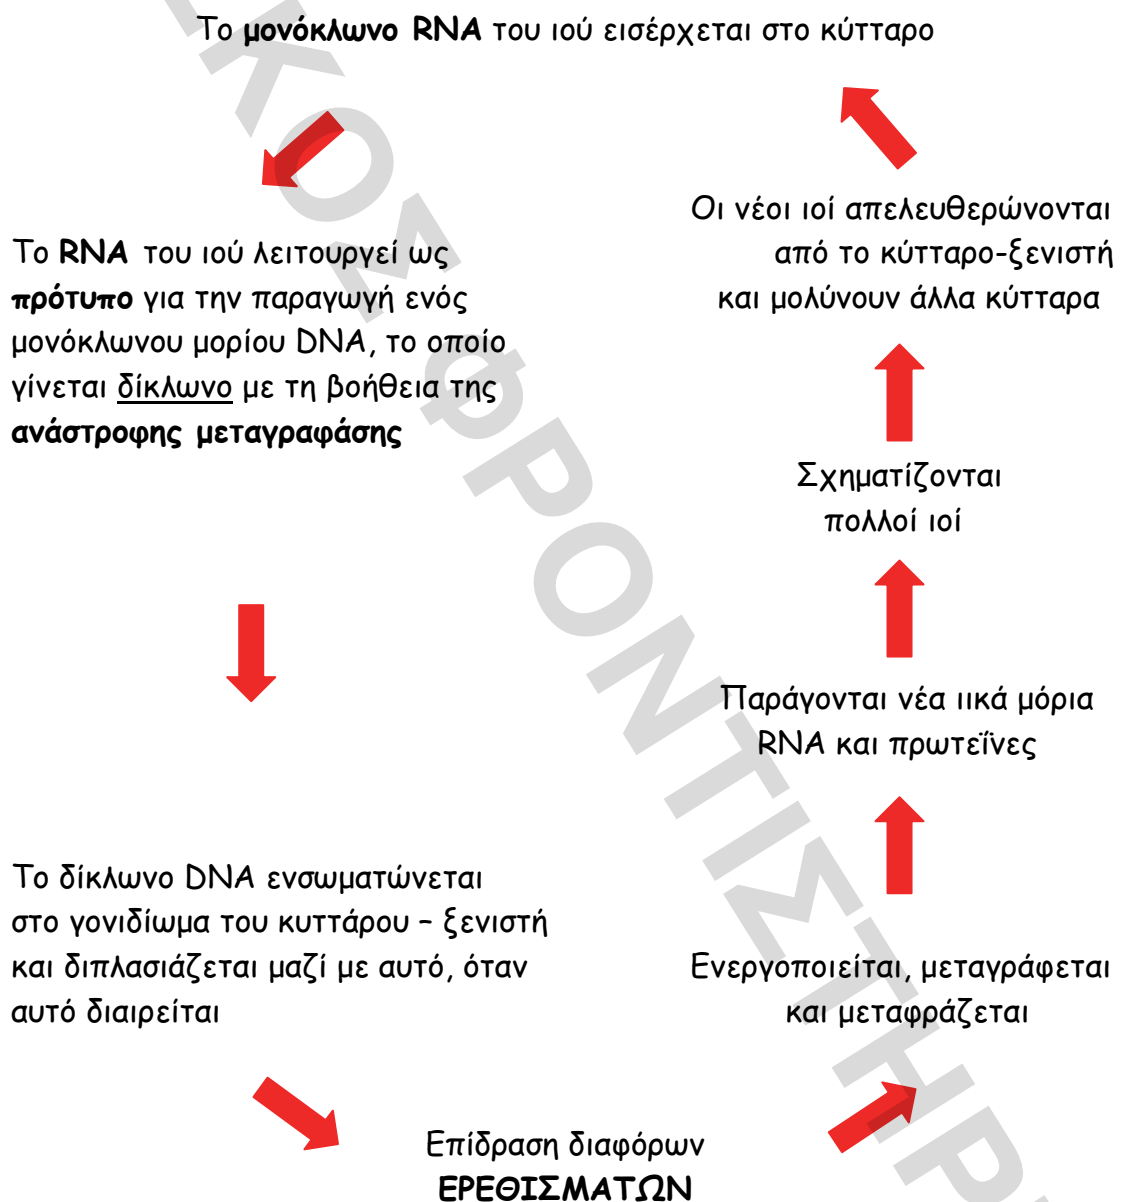 Το μονόκλωνο RNA του ιού εισέρχεται στο κύτταρο
Το RNA του ιού λειτουργεί ως
πρότυπο για την παραγωγή ενός
μονόκλωνου μορίου DNA, το οποίο
γίνεται δίκλωνο με τη βοήθεια της
ανάστροφης μεταγραφάσης
Το δίκλωνο DNA ενσωματώνεται
στο γονιδίωμα του κυττάρου – ξενιστή
και διπλασιάζεται μαζί με αυτό, όταν
αυτό διαιρείται
Επίδραση διαφόρων
ΕΡΕΘΙΣΜΑΤΩΝ
Ενεργοποιείται, μεταγράφεται
και μεταφράζεται
Παράγονται νέα ιικά μόρια
RNA και πρωτεΐνες
Σχηματίζονται
πολλοί ιοί
Οι νέοι ιοί απελευθερώνονται
από το κύτταρο-ξενιστή
και μολύνουν άλλα κύτταρα
ΚΟΣ ΦΡΟΝΤΙΣΤΗΡ